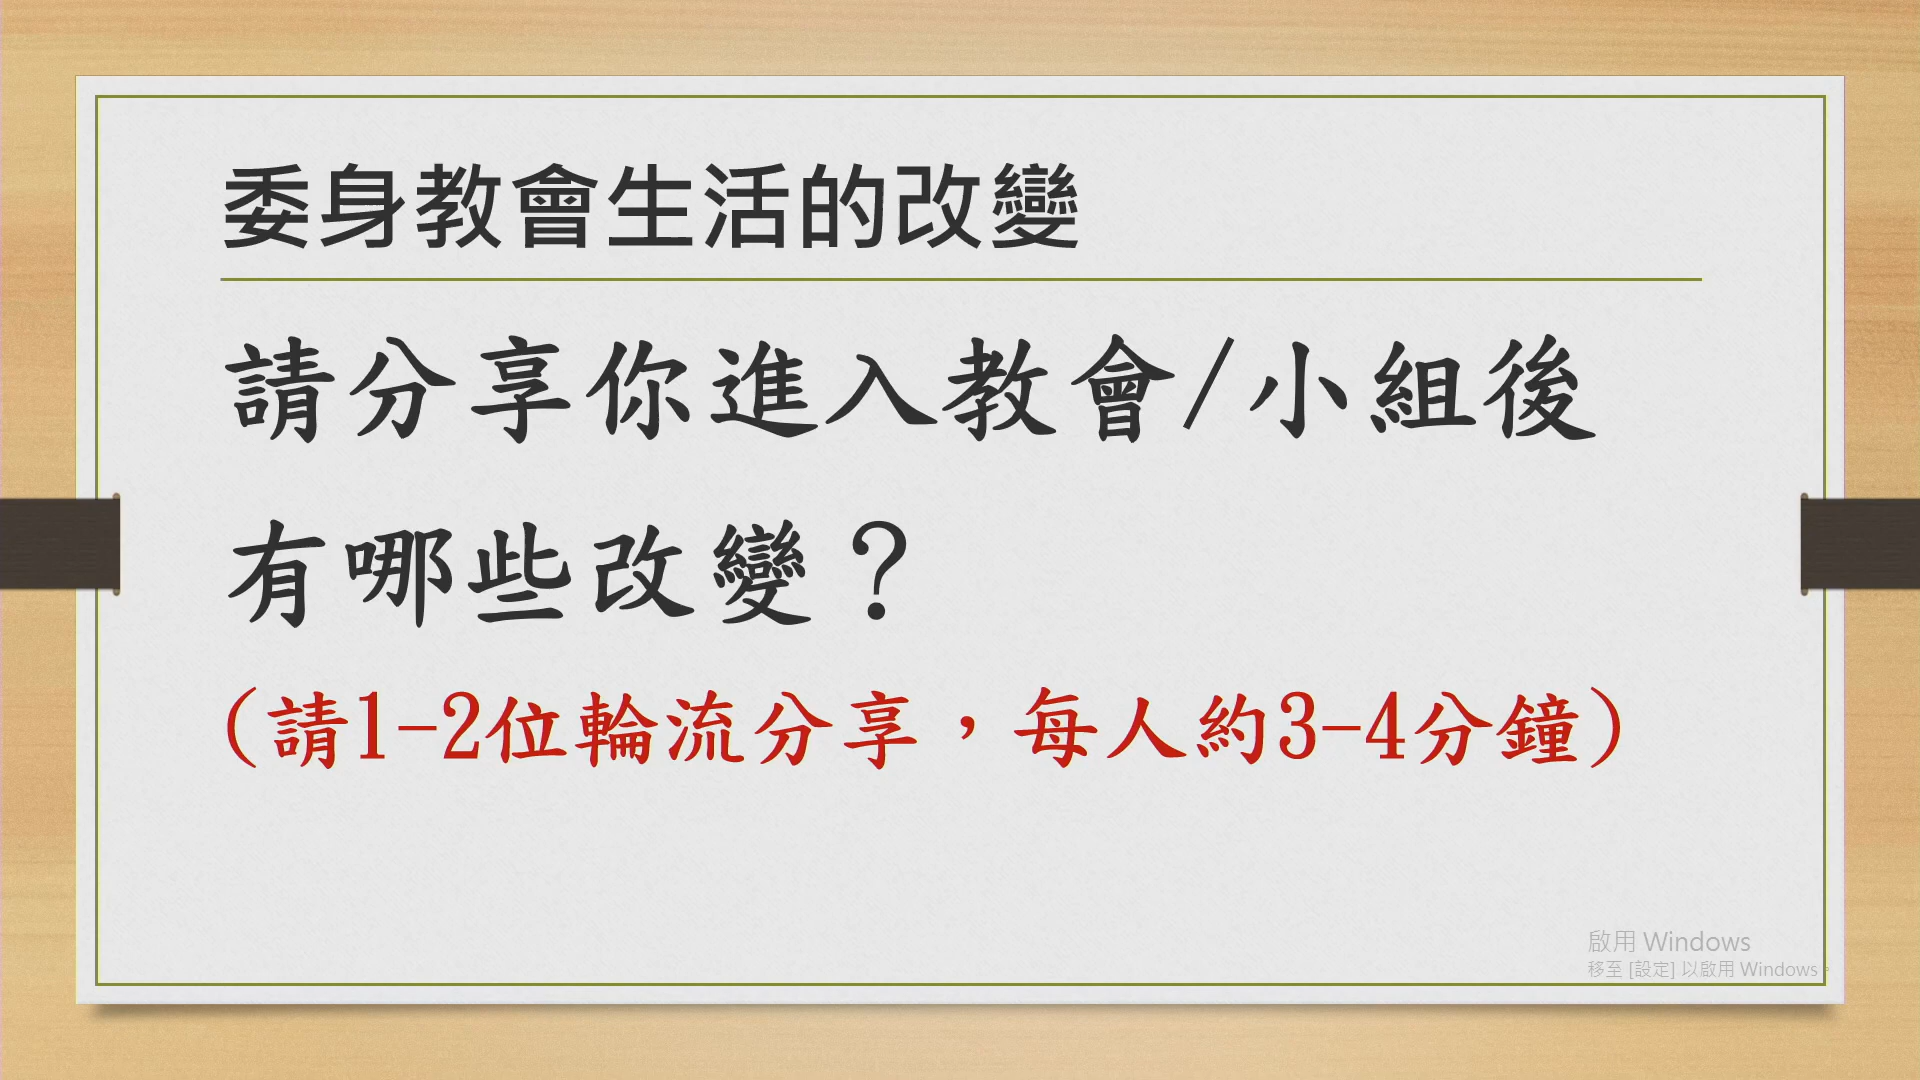 委身教會生活的改變
請分享你進入教會/小組後
有哪些改變？
(請1-2位輪流分享，每人約3-4分鐘)
啟用 Windows
移至 [設定] 以啟用 Windows。